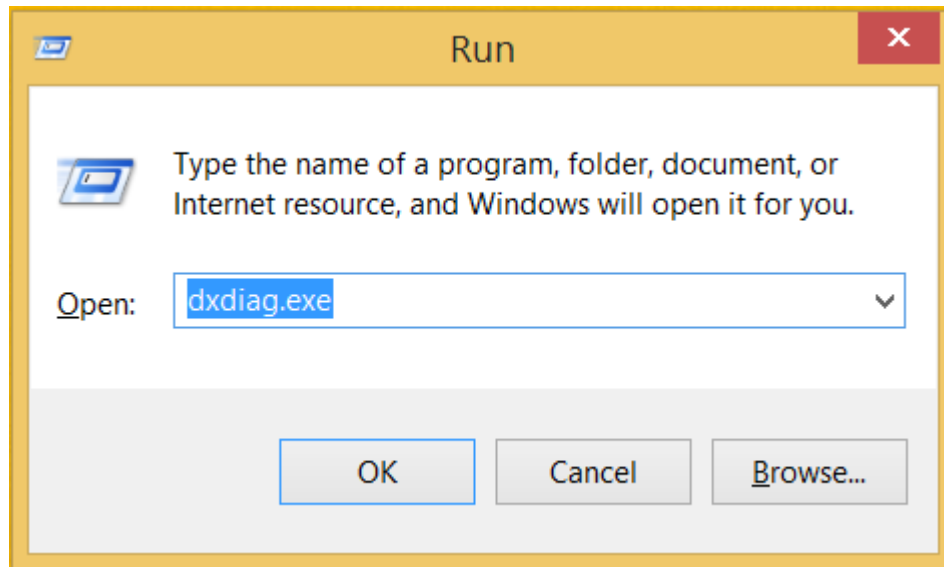 Run
Type the name of a program, folder, document, or
Internet resource, and Windows will open it for you.
Open: dxdiag.exe
OK Cancel Browse...